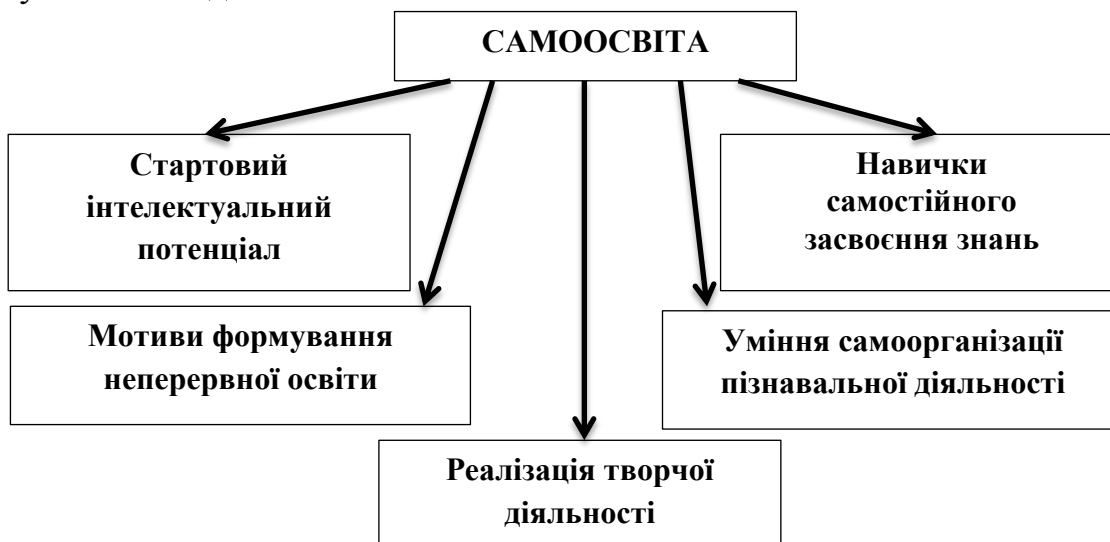 САМООСВІТА
Стартовий
інтелектуальний
потенціал
Навички
самостійного
засвоєння знань
Мотиви формування
неперервної освіти
Уміння самоорганізації
пізнавальної діяльності
Реалізація творчої
діяльності